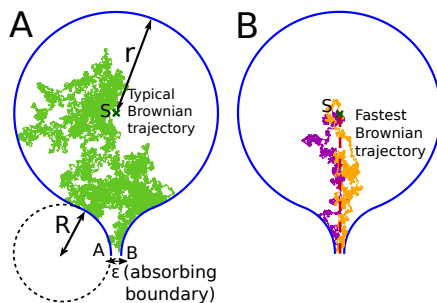 A
r
S
Typical
Brownian
trajectory
R
A
B
ε (absorbing
boundary)
B
S
Fastest
Brownian
trajectory